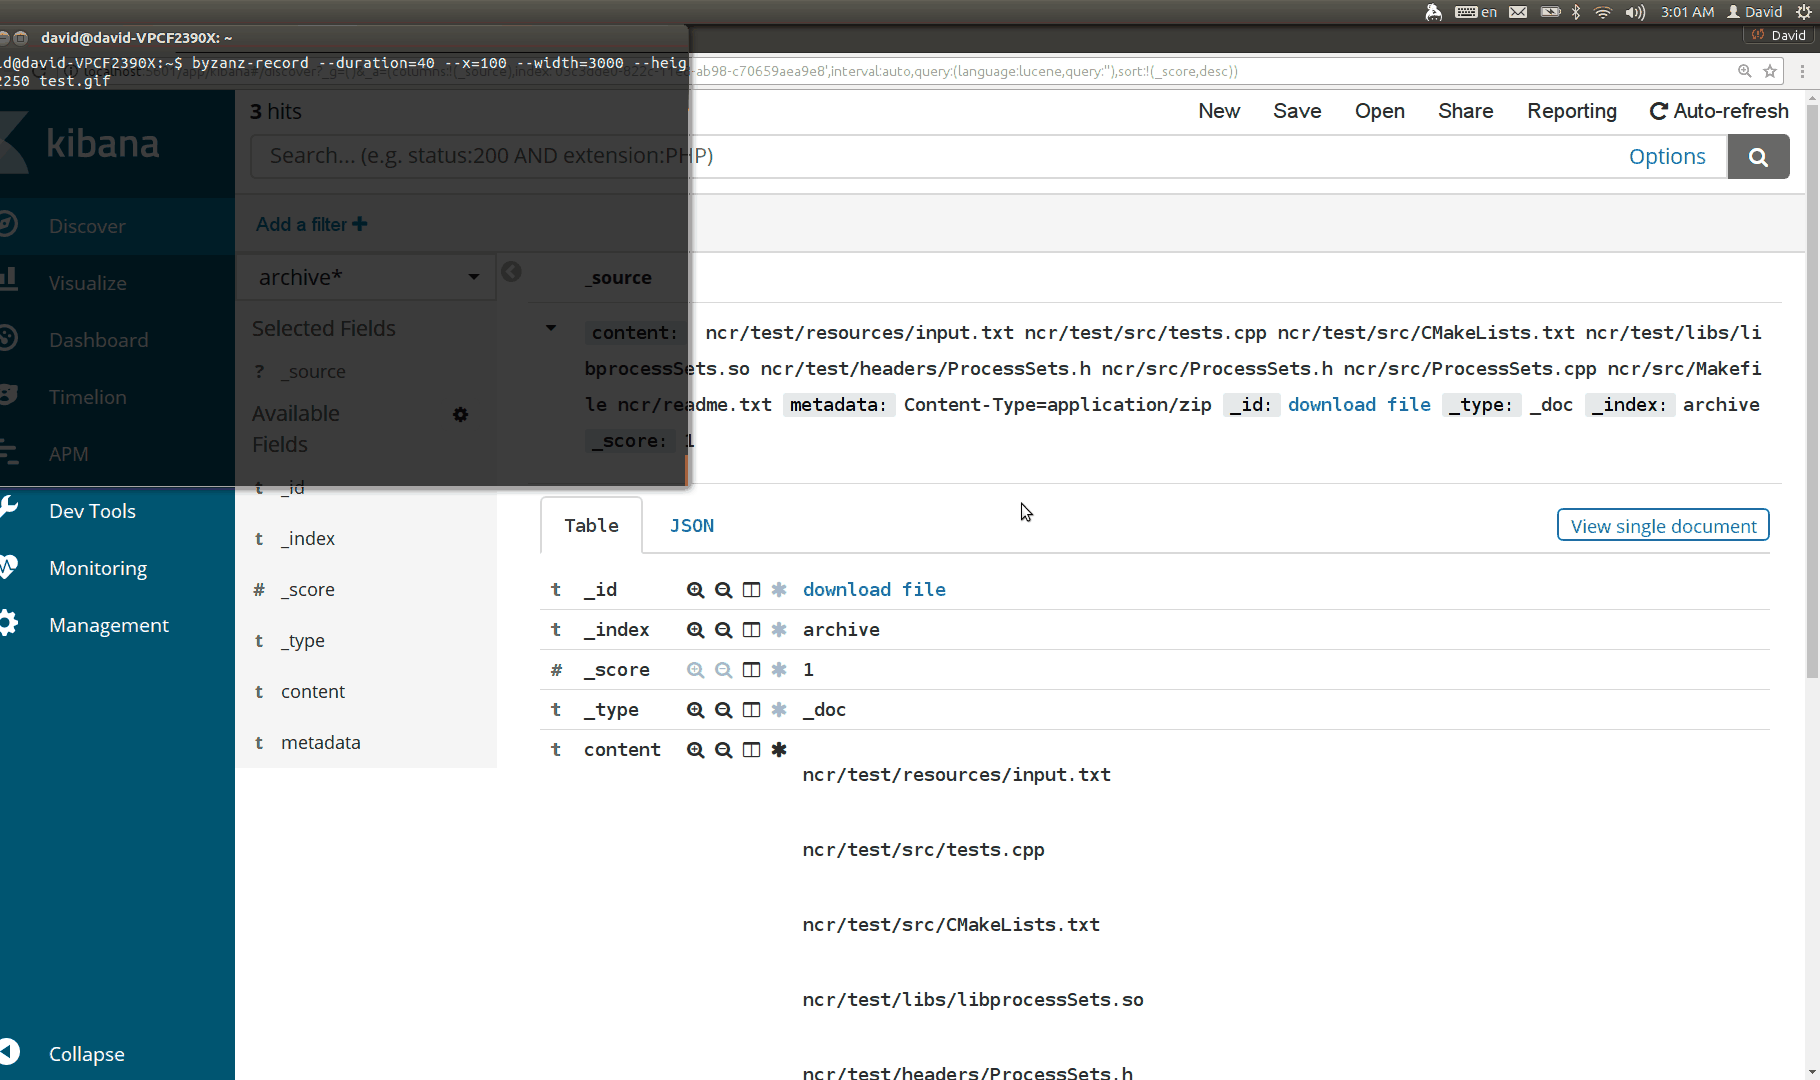 en 3:01 AM David
david@david-VPCF2390X: ~
David
id@david-VPCF2390X:~$ byzanz-record --duration=40 --x=100 --width=3000 --heig
2250 test.gif
-ab98-c70659aea9e8',interval:auto,query:(language:lucene,query:''),sort:!(_score,desc))
3 hits
New Save Open Share Reporting Auto-refresh
kibana
Search... (e.g. status:200 AND extension:PHP)
Options
Discover
Add a filter
Visualize
archive*
_source
Selected Fields
Dashboard
? _source
Timelion
Available
Fields
APM
content: ncr/test/resources/input.txt ncr/test/src/tests.cpp ncr/test/src/CMakeLists.txt ncr/test/libs/li
bprocessSets.so ncr/test/headers/ProcessSets.h ncr/src/ProcessSets.h ncr/src/ProcessSets.cpp ncr/src/Makefi
le ncr/readme.txt metadata: Content-Type=application/zip _id: download file _type: _doc _index: archive
_score: 1
t _id
Dev Tools
t _index
Monitoring
# _score
Management
t _type
t content
t metadata
Table JSON
View single document
t _id download file
t _index archive
# _score 1
t _type _doc
t content
ncr/test/resources/input.txt
ncr/test/src/tests.cpp
ncr/test/src/CMakeLists.txt
ncr/test/libs/libprocessSets.so
ncr/test/headers/ProcessSets.h
Collapse